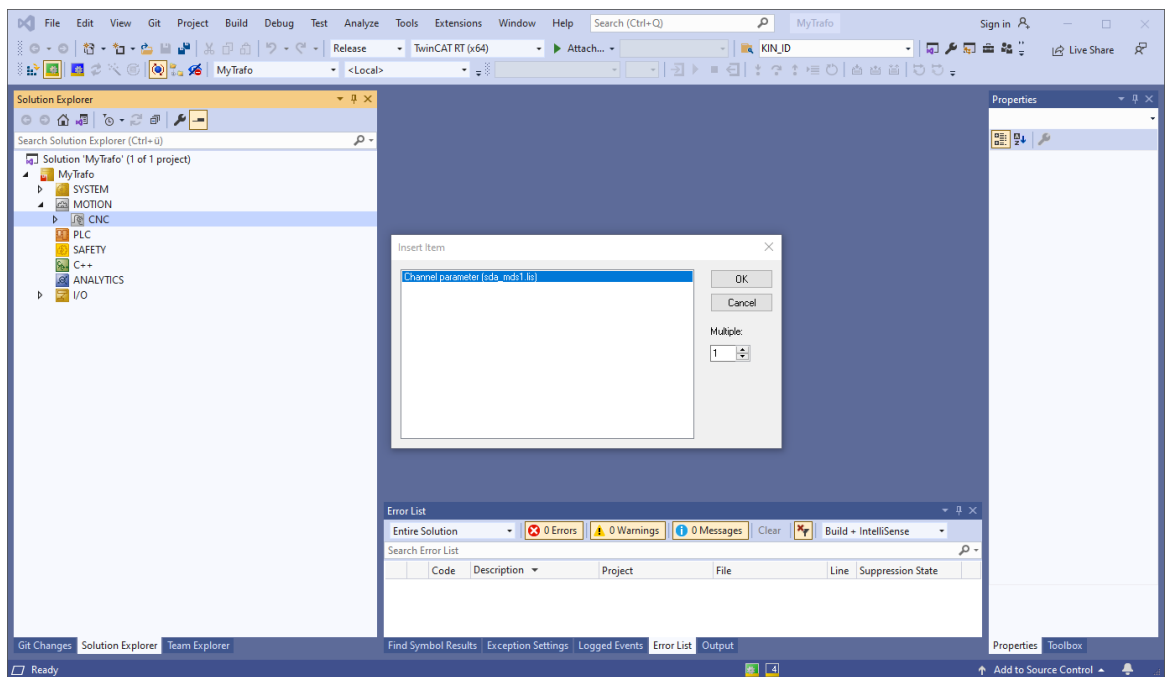 File Edit View Git Project Build Debug Test Analyze Tools Extensions Window Help Search (Ctrl+Q) MyTrafo Sign in
Release TwinCAT RT (x64) Attach... KIN_ID Live Share
MyTrafo <Local>
Solution Explorer
Search Solution Explorer (Ctrl+ü)
Solution 'MyTrafo' (1 of 1 project)
MyTrafo
SYSTEM
MOTION
CNC
PLC
SAFETY
C++
ANALYTICS
I/O
Insert Item
Channel parameter (sda_mds1.lis)
OK
Cancel
Multiple:
1
Error List
Entire Solution 0 Errors 0 Warnings 0 Messages Clear Build + IntelliSense
Search Error List
Code Description Project File Line Suppression State
Properties
Git Changes Solution Explorer Team Explorer
Find Symbol Results Exception Settings Logged Events Error List Output
Properties Toolbox
Ready 4 Add to Source Control